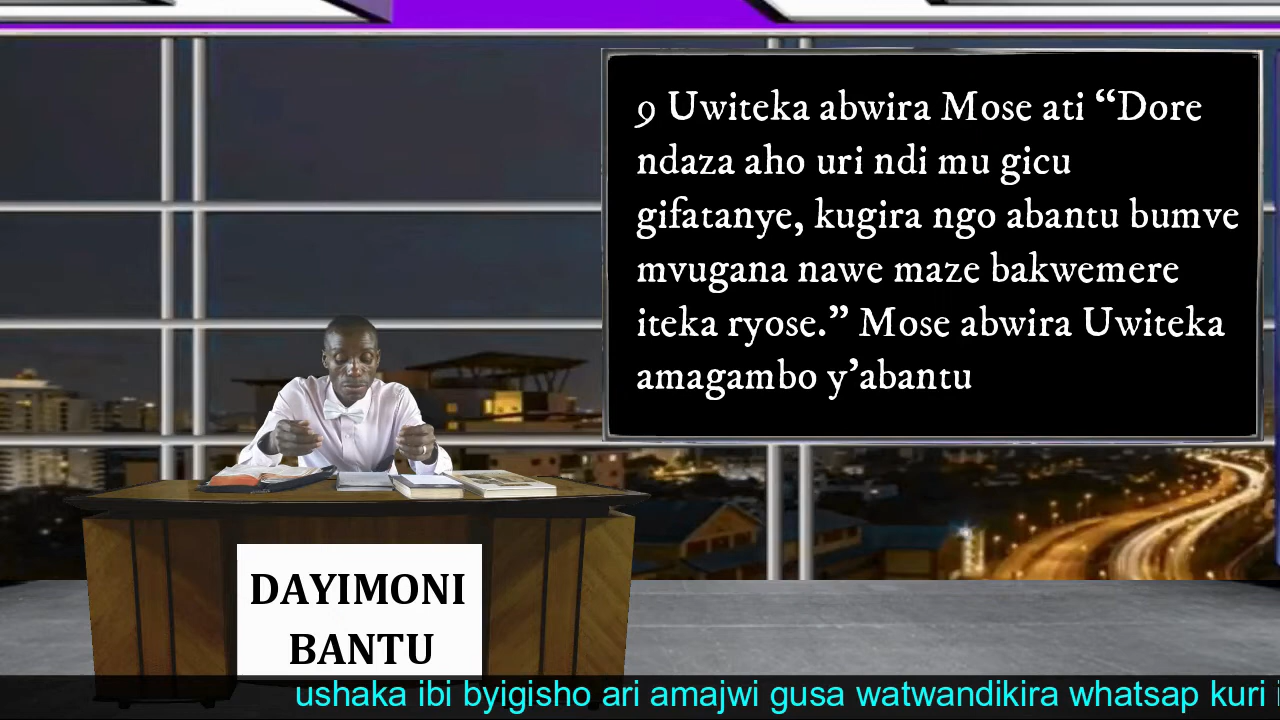 9 Uwiteka abwira Mose ati “Dore
ndaza aho uri ndi mu gicu
gifatanye, kugira ngo abantu bumve
mvugana nawe maze bakwemere
iteka ryose.” Mose abwira Uwiteka
amagambo y’abantu
DAYIMONI
BANTU
ushaka ibi byigisho ari amajwi gusa watwandikira whatsap kuri